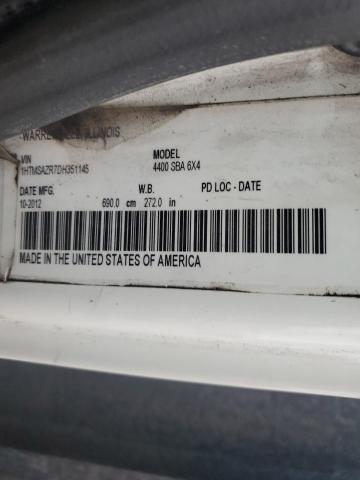 WARRE ILLINOIS
VIN MODEL
1HTMSAZR7DH351145 4400 SBA 6X4
DATE MFG. W.B. PD LOC - DATE
10-2012 690.0 cm 272.0 in
MADE IN THE UNITED STATES OF AMERICA